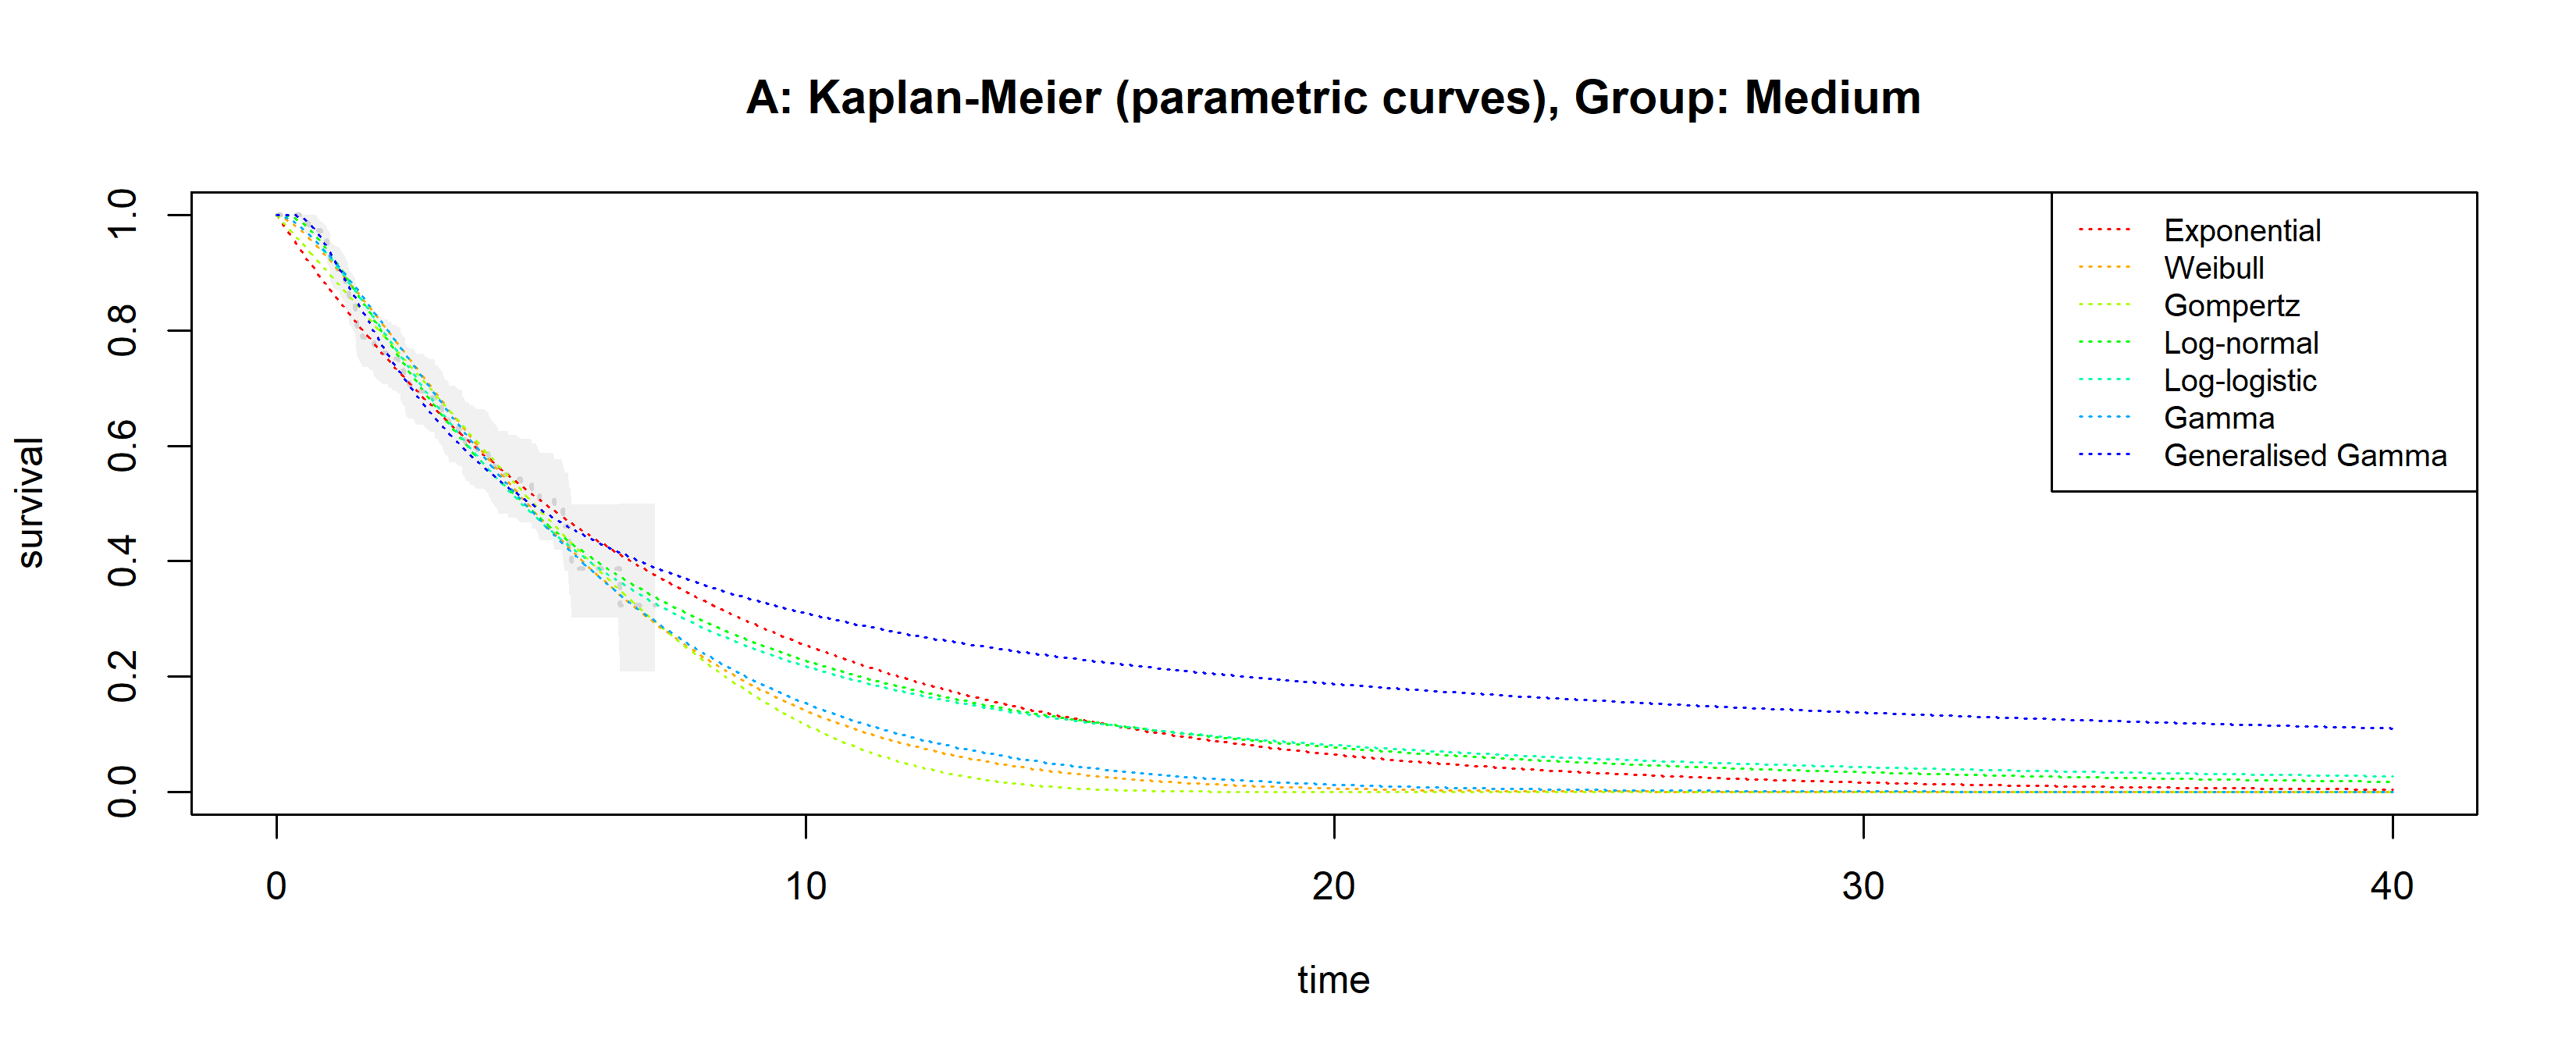 A: Kaplan-Meier (parametric curves), Group: Medium
survival
1.0
0.8
0.6
0.4
0.2
0.0
Exponential
Weibull
Gompertz
Log-normal
Log-logistic
Gamma
Generalised Gamma
0 10 20 30 40
time